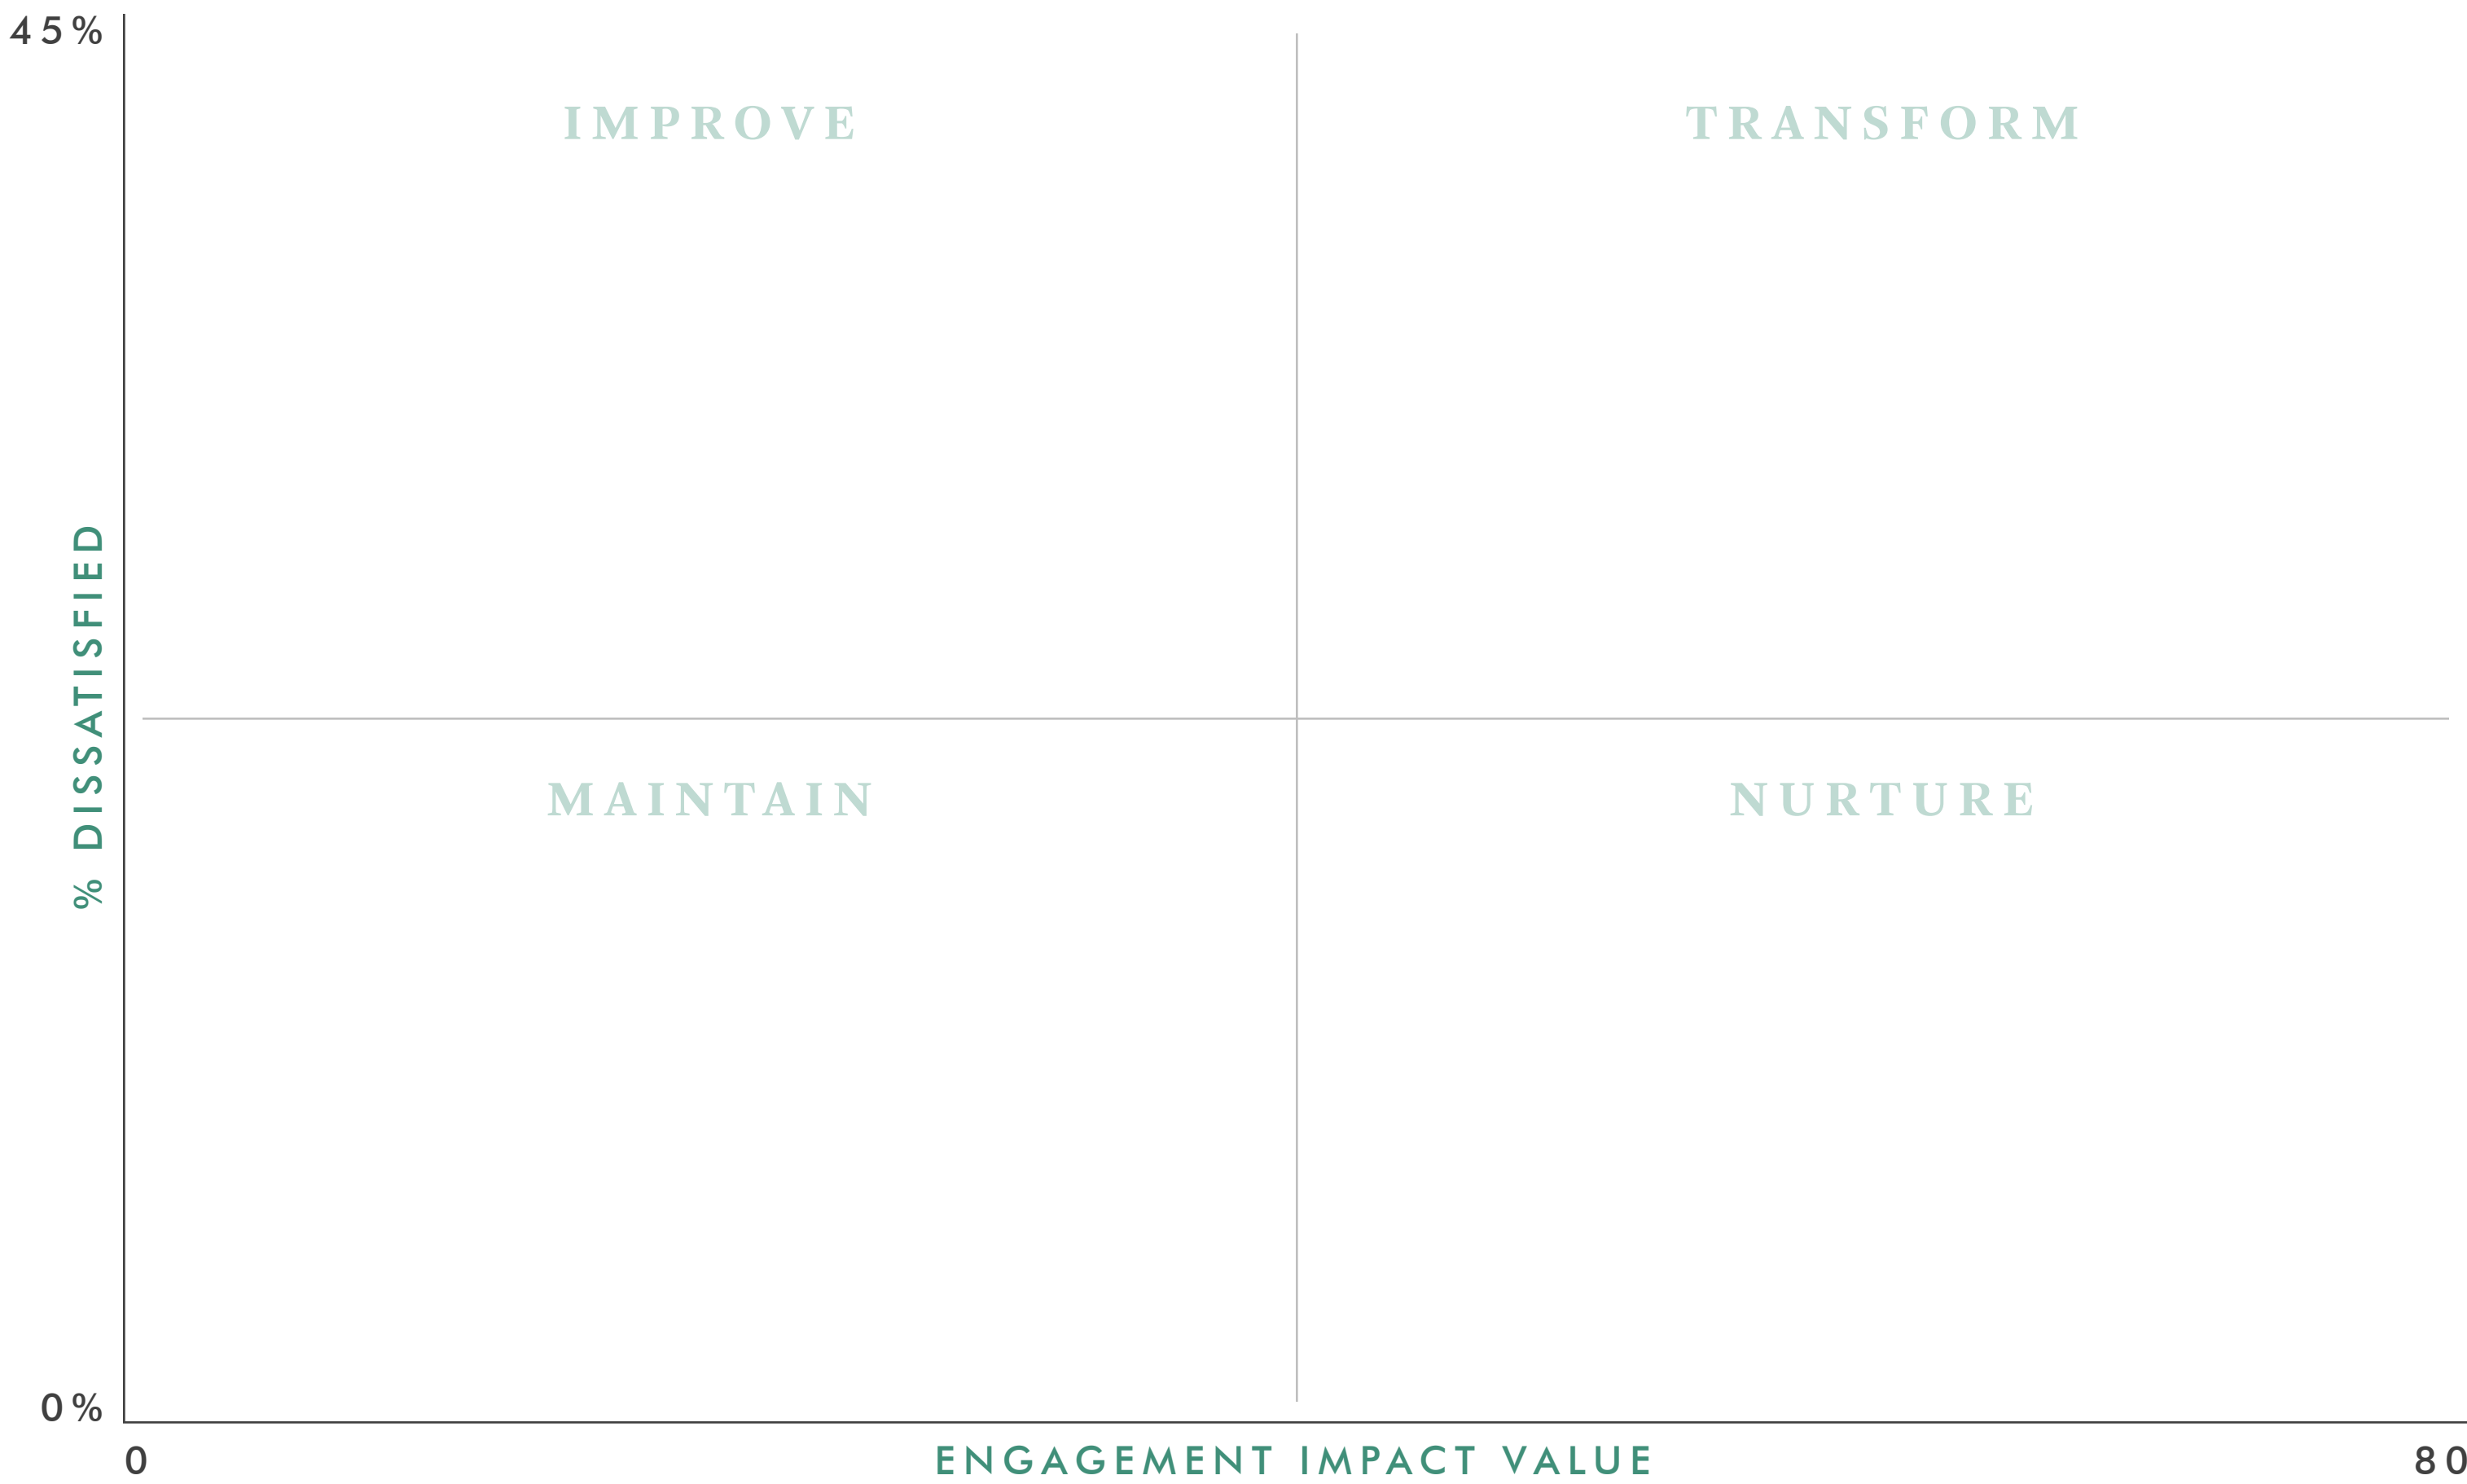 45%
IMPROVE
TRANSFORM
% DISSATISFIED
MAINTAIN
NURTURE
0%
0
ENGAGEMENT IMPACT VALUE
80